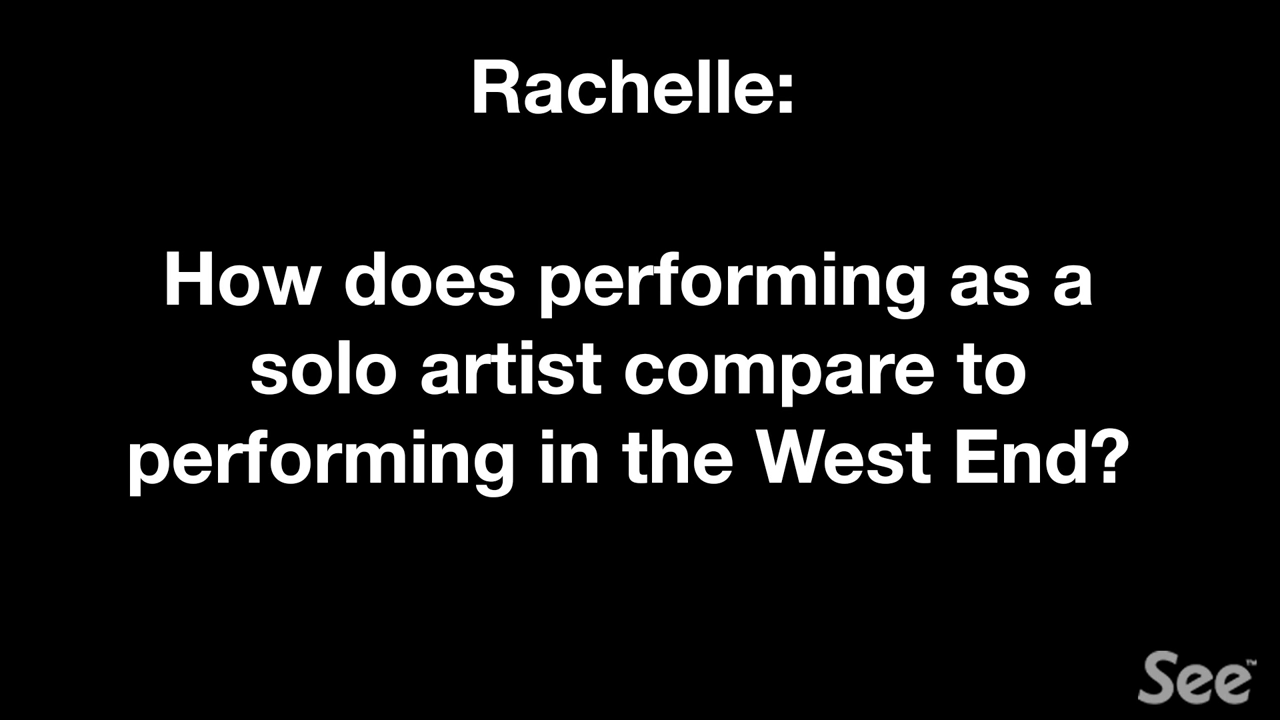 Rachelle:
How does performing as a
solo artist compare to
performing in the West End?
See™